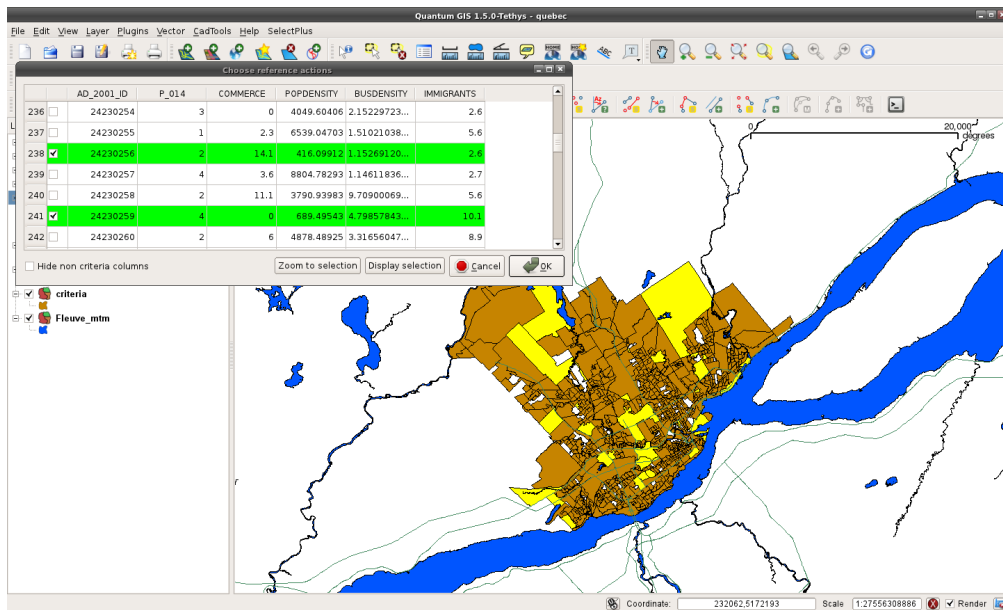 Quantum GIS 1.5.0-Tethys - quebec
File Edit View Layer Plugins Vector CadTools Help SelectPlus
Choose reference actions
AD_2001_ID P_014 COMMERCE POPDENSITY BUSDENSITY IMMIGRANTS
236 24230254 3 0 4049.60406 2.15229723... 2.6
237 24230255 1 2.3 6539.04703 1.51021038... 5.6
238 24230256 2 14.1 416.09912 1.15269120... 2.6
239 24230257 4 3.6 8804.78293 1.14611836... 2.7
240 24230258 2 11.1 3790.93983 9.70900069... 5.6
241 24230259 4 0 689.49543 4.79857843... 10.1
242 24230260 2 6 4878.48925 3.31656047... 8.9
Hide non criteria columns Zoom to selection Display selection Cancel OK
0 20,000
degrees
criteria
Fleuve_mtm
Coordinate: 232062,5172193 Scale 1:27556308886 Render